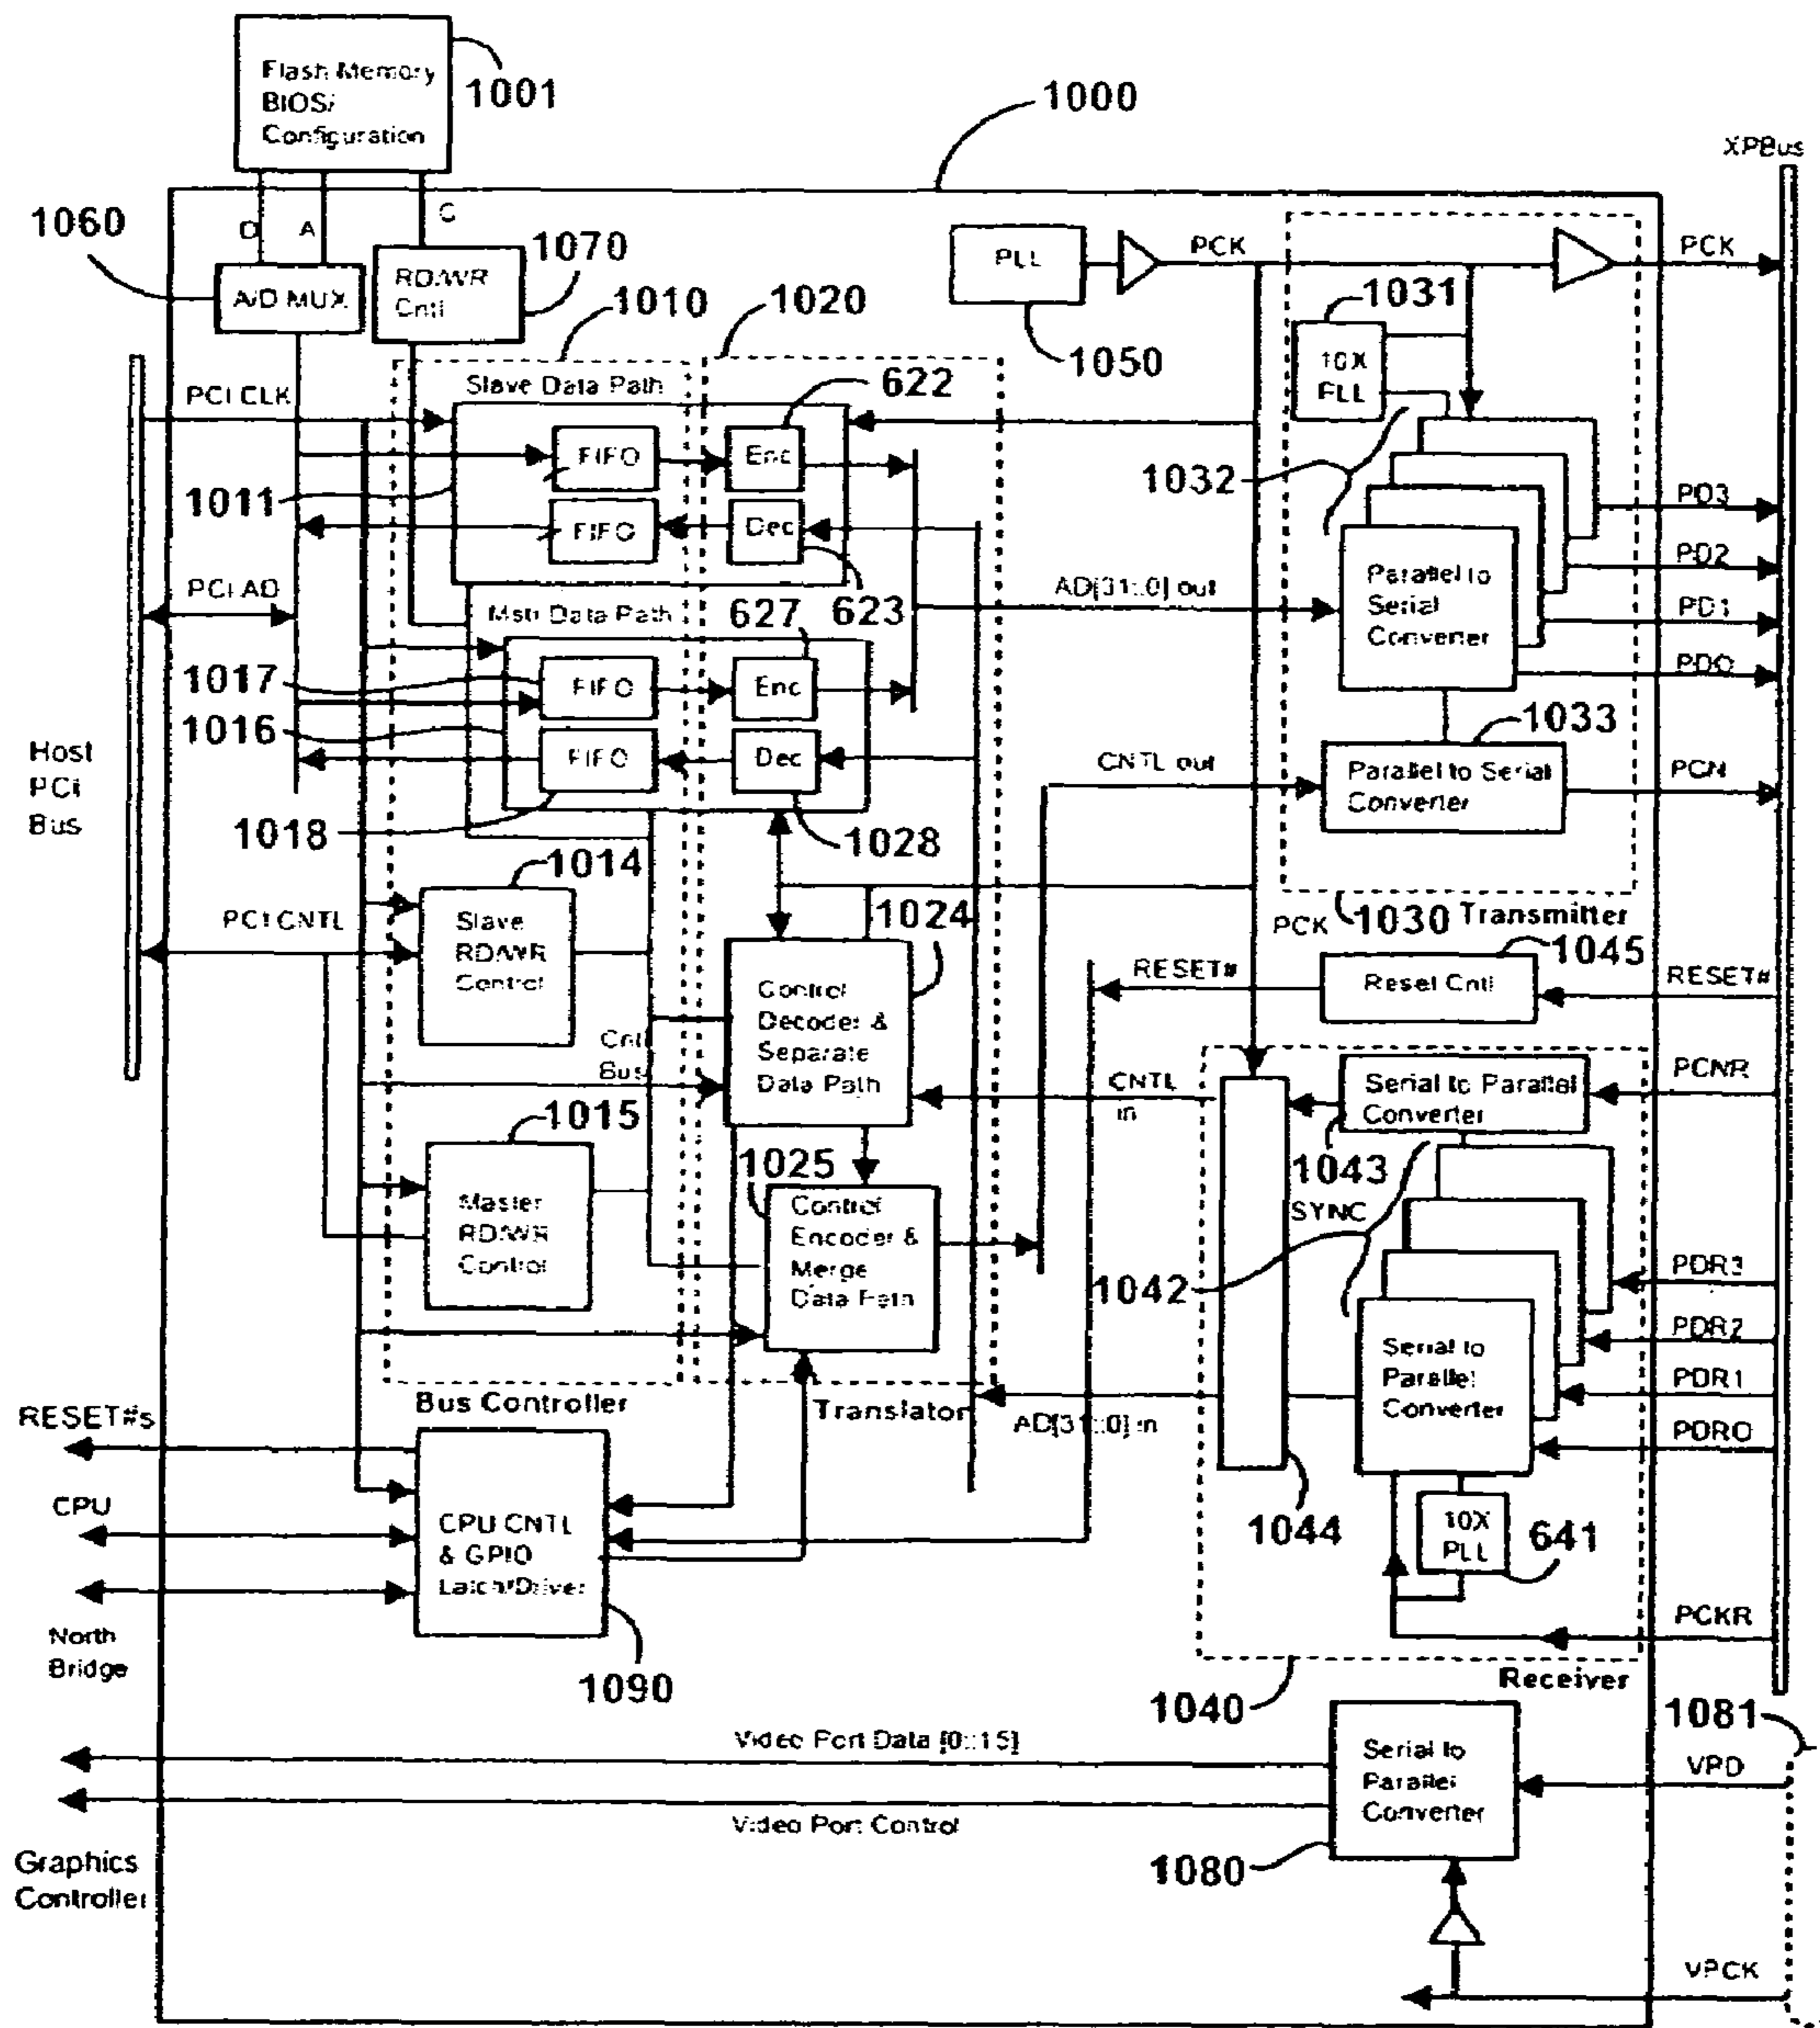 Flash Memory
BIOS/
Configuration
1001
1000
XPBus
1060
D
A
C
1070
A/D MUX
RD/WR
Cntl
PLL
PCK
PCK
1050
1031
10X
PLL
1010
1020
Slave Data Path
622
PCI CLK
FIFO
Enc
1011
FIFO
Dec
623
1032
PD3
PD2
PD1
PD0
PCI AD
Mstr Data Path
627
AD[31::0] out
Parallel to
Serial
Converter
1017
FIFO
Enc
1016
FIFO
Dec
1018
1028
Host
PCI
Bus
CNTL out
1033
Parallel to Serial
Converter
PCN
1014
PCI CNTL
Slave
RD/WR
Control
1024
PCK
1030
Transmitter
1045
RESET#
Reset Cntl
RESET#
Control
Decoder &
Separate
Data Path
Cntl
Bus
CNTL
in
Serial to Parallel
Converter
PCNR
1043
1015
1025
Master
RD/WR
Control
Control
Encoder &
Merge
Data Path
SYNC
1042
PDR3
PDR2
PDR1
PDR0
Serial to
Parallel
Converter
Bus Controller
Translator
AD[31::0] in
RESET#s
CPU
CPU CNTL
& GPIO
Latch/Driver
1044
10X
PLL
641
North
Bridge
1090
PCKR
Receiver
1040
1081
Video Port Data [0::15]
Video Port Control
Serial to
Parallel
Converter
VPD
1080
Graphics
Controller
VPCK